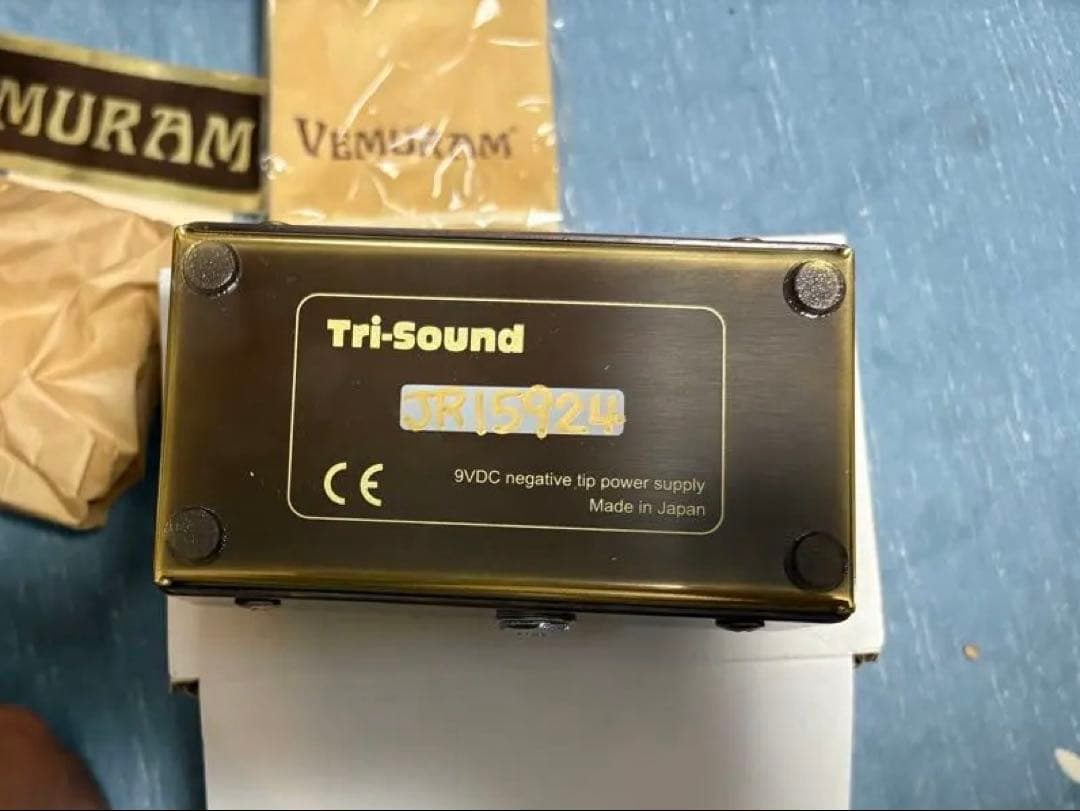 MURAM
VEMURAM
Tri-Sound
JR15924
CE
9VDC negative tip power supply
Made in Japan